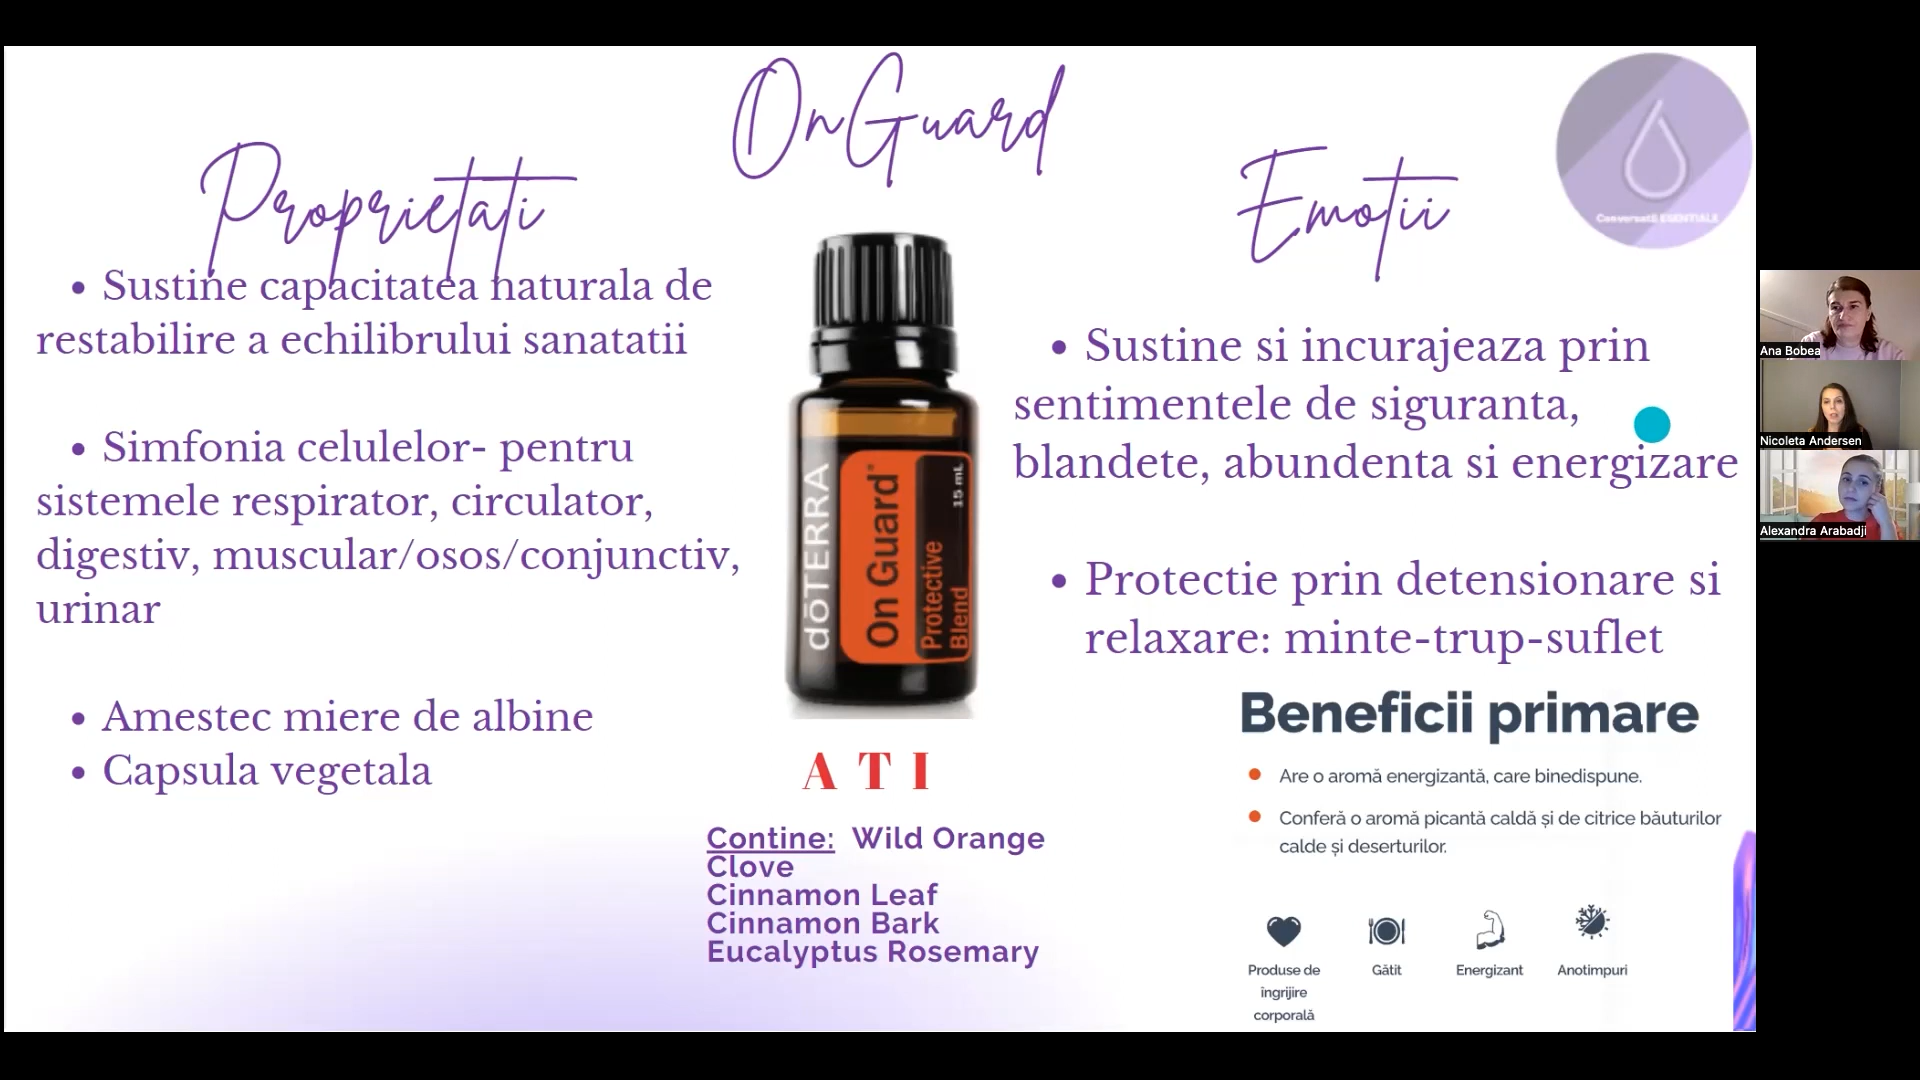 OnGuard
Proprietati
Sustine capacitatea naturala de
restabilire a echilibrului sanatatii
Simfonia celulelor- pentru
sistemele respirator, circulator,
digestiv, muscular/osos/conjunctiv,
urinar
Amestec miere de albine
Capsula vegetala
dōTERRA
On Guard®
Protective
Blend
15 mL
A T I
Contine: Wild Orange
Clove
Cinnamon Leaf
Cinnamon Bark
Eucalyptus Rosemary
Emotii
Sustine si incurajeaza prin
sentimentele de siguranta,
blandete, abundenta si energizare
Protectie prin detensionare si
relaxare: minte-trup-suflet
Beneficii primare
Are o aromă energizantă, care binedispune.
Conferă o aromă picantă caldă și de citrice băuturilor
calde și deserturilor.
Produse de
îngrijire
corporală
Gătit
Energizant
Anotimpuri
Conversatii ESENTIALE
Ana Bobea
Nicoleta Andersen
Alexandra Arabadji